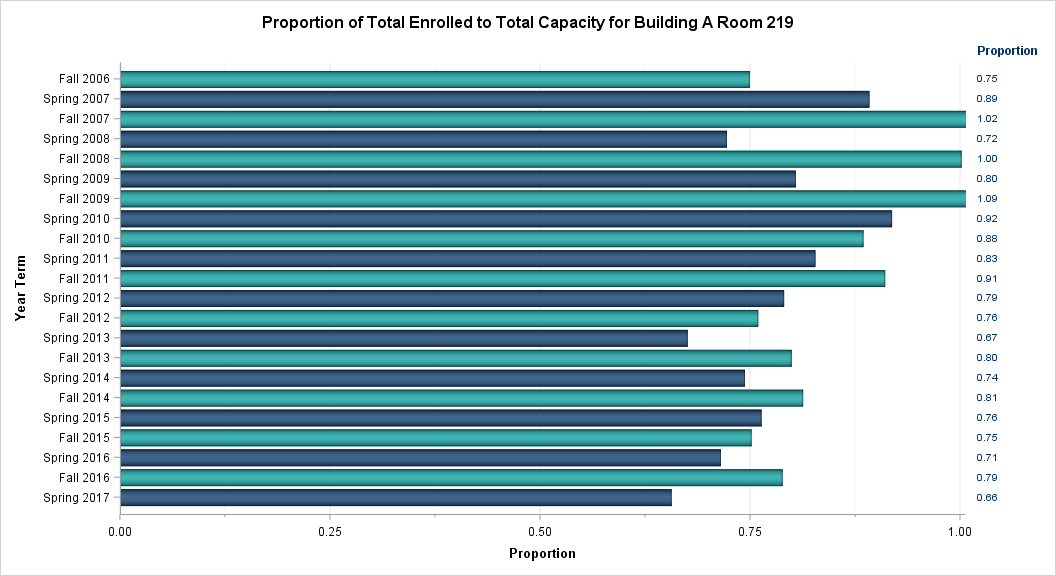 Proportion of Total Enrolled to Total Capacity for Building A Room 219
Proportion
Fall 2006 0.75
Spring 2007 0.89
Fall 2007 1.02
Spring 2008 0.72
Fall 2008 1.00
Spring 2009 0.80
Fall 2009 1.09
Spring 2010 0.92
Fall 2010 0.88
Spring 2011 0.83
Fall 2011 0.91
Spring 2012 0.79
Fall 2012 0.76
Spring 2013 0.67
Fall 2013 0.80
Spring 2014 0.74
Fall 2014 0.81
Spring 2015 0.76
Fall 2015 0.75
Spring 2016 0.71
Fall 2016 0.79
Spring 2017 0.66
Year Term
0.00 0.25 0.50 0.75 1.00
Proportion